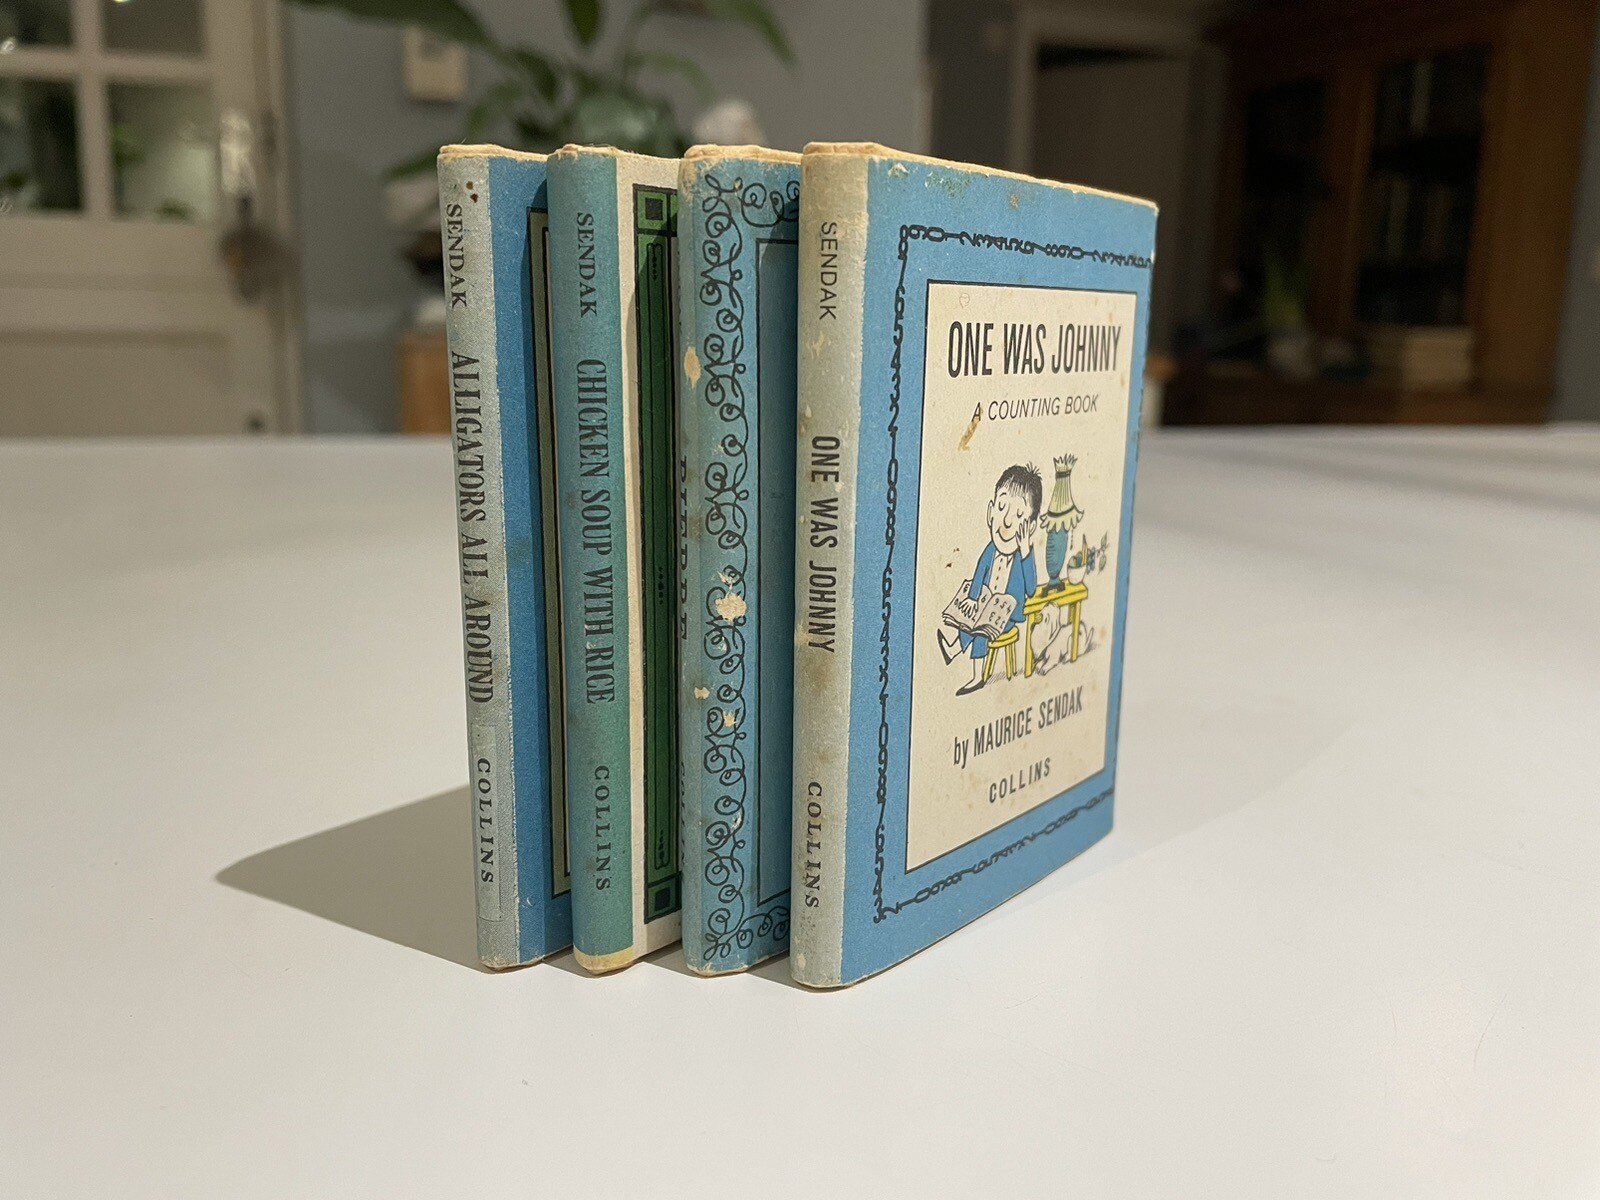 SENDAK ALLIGATORS ALL AROUND COLLINS
SENDAK CHICKEN SOUP WITH RICE COLLINS
PIERRE
SENDAK ONE WAS JOHNNY COLLINS
ONE WAS JOHNNY
A COUNTING BOOK
by MAURICE SENDAK
COLLINS